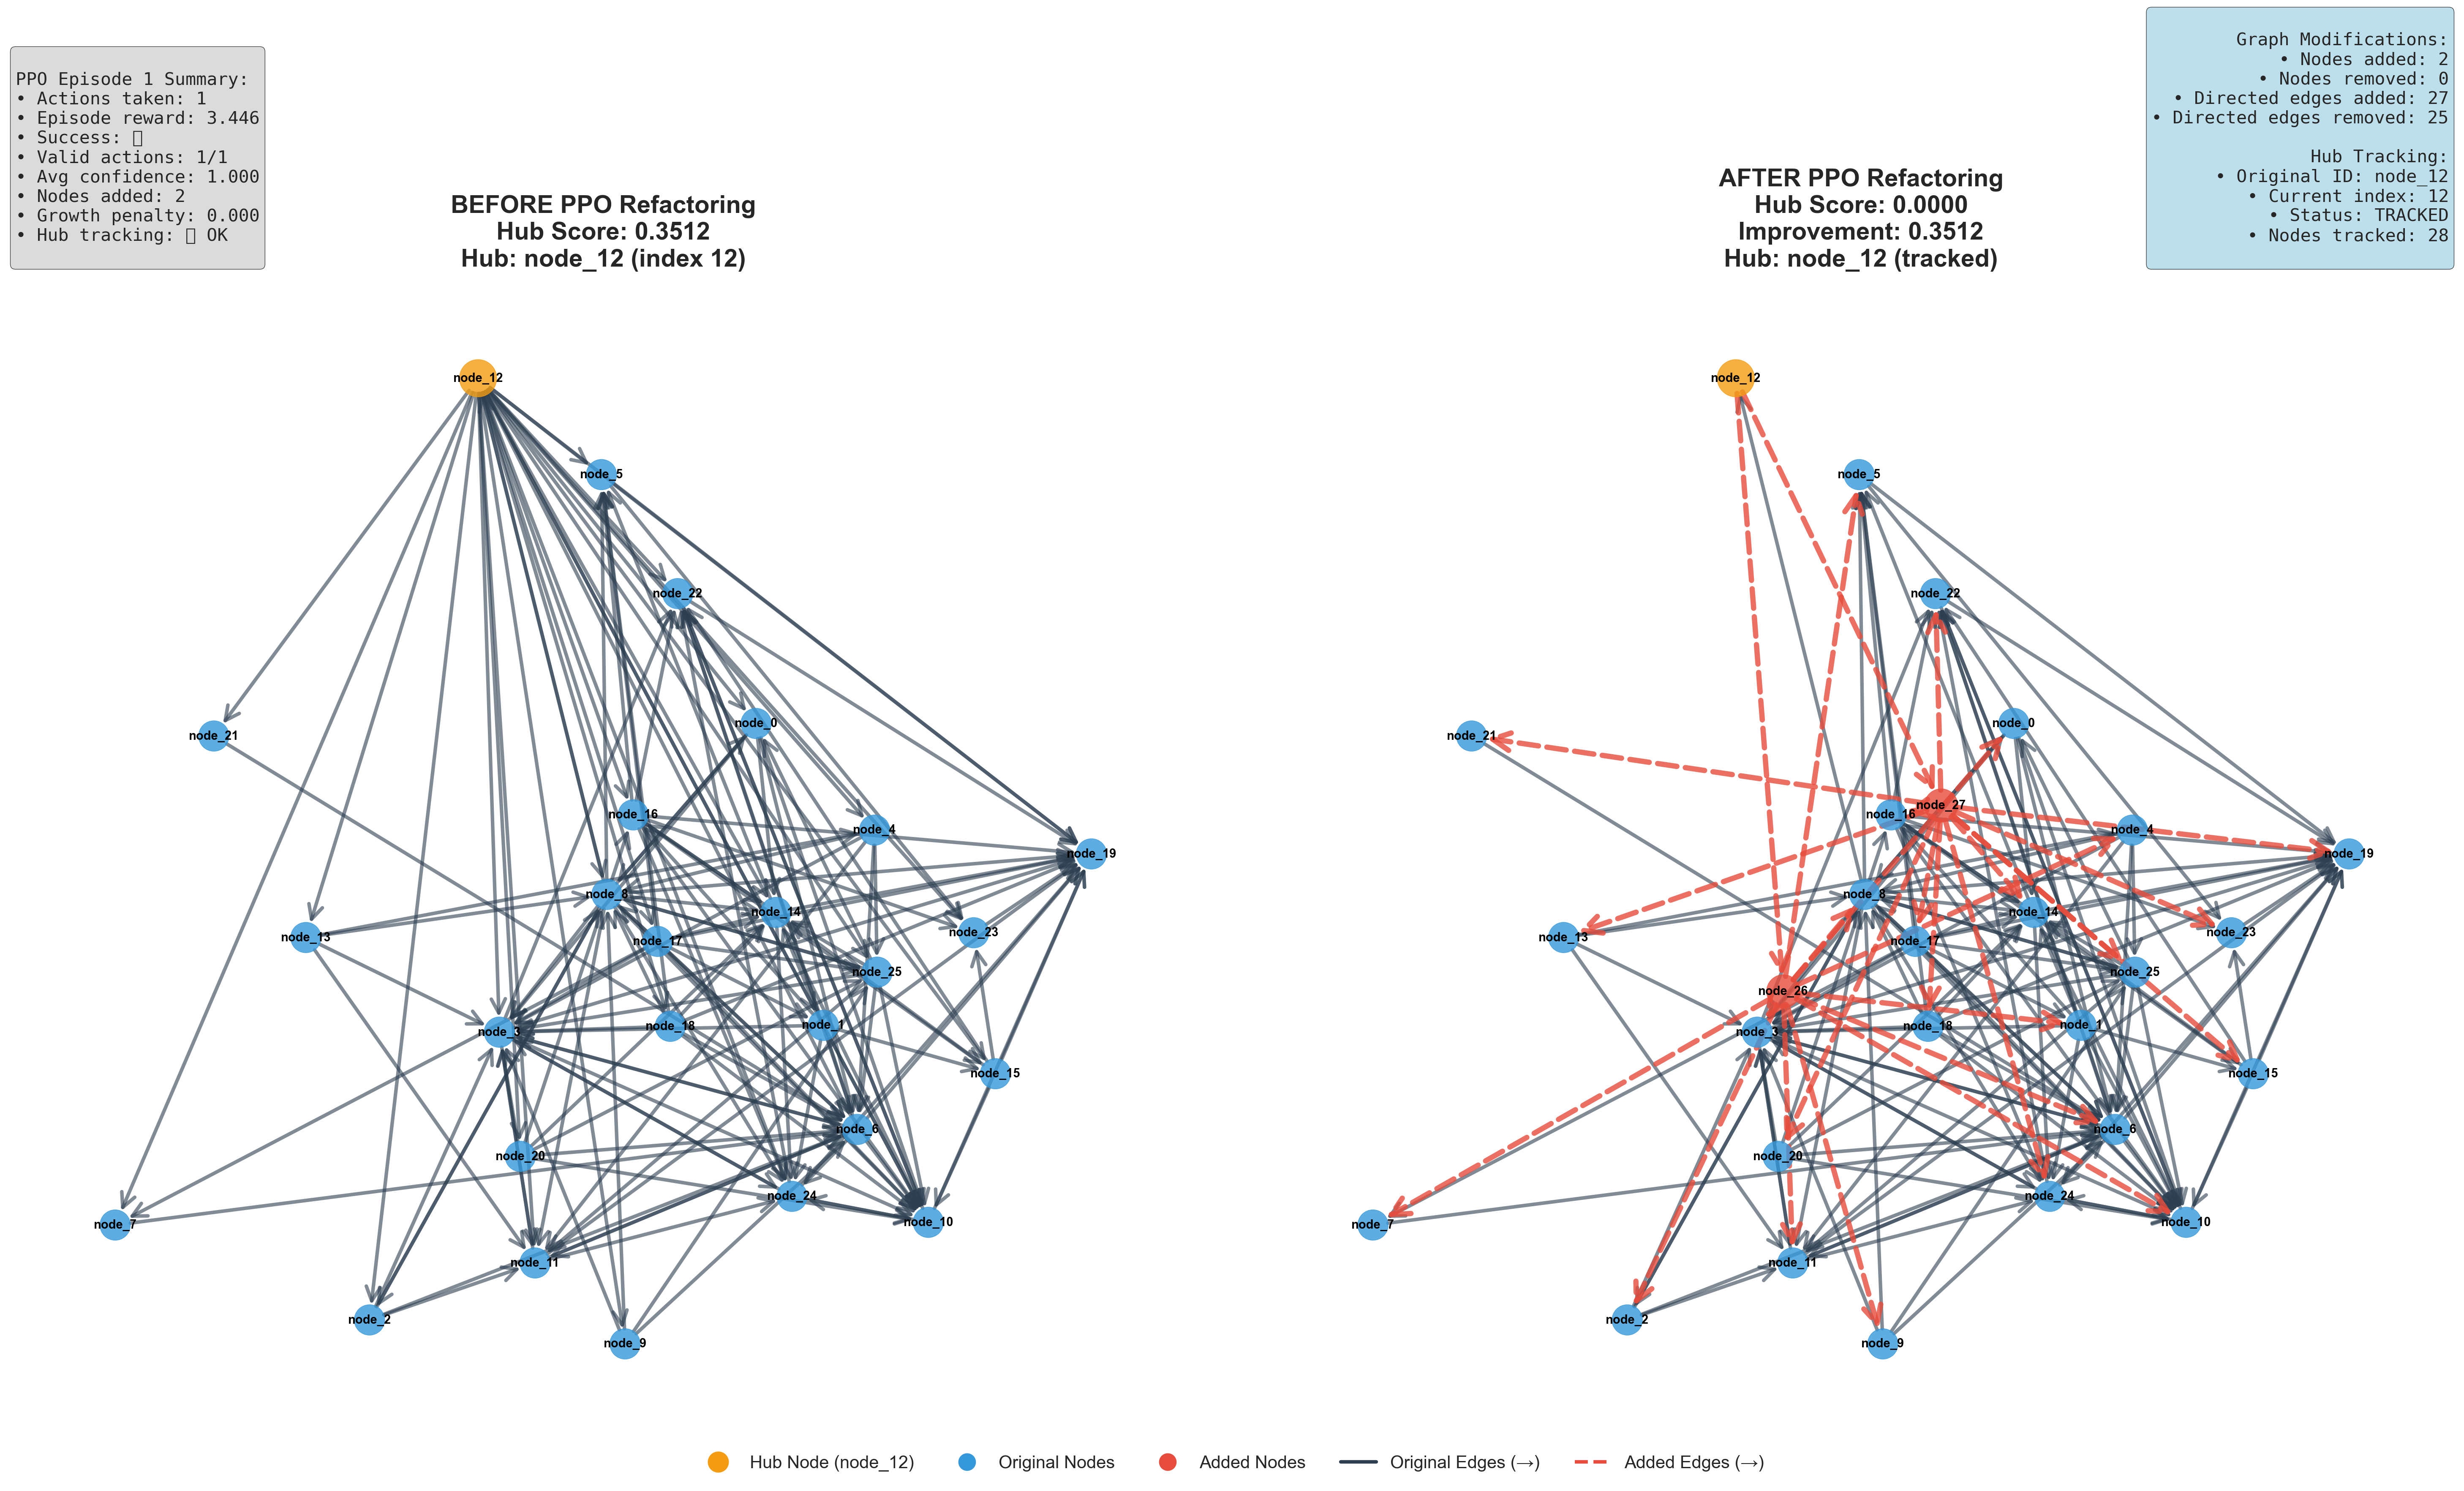 PPO Episode 1 Summary:
• Actions taken: 1
• Episode reward: 3.446
• Success: 
• Valid actions: 1/1
• Avg confidence: 1.000
• Nodes added: 2
• Growth penalty: 0.000
• Hub tracking: OK
BEFORE PPO Refactoring
Hub Score: 0.3512
Hub: node_12 (index 12)
AFTER PPO Refactoring
Hub Score: 0.0000
Improvement: 0.3512
Hub: node_12 (tracked)
Graph Modifications:
• Nodes added: 2
• Nodes removed: 0
• Directed edges added: 27
• Directed edges removed: 25
Hub Tracking:
• Original ID: node_12
• Current index: 12
• Status: TRACKED
• Nodes tracked: 28
node_12
node_5
node_22
node_0
node_21
node_16
node_4
node_19
node_8
node_14
node_23
node_13
node_17
node_25
node_1
node_18
node_3
node_15
node_6
node_20
node_24
node_10
node_7
node_11
node_2
node_9
node_12
node_5
node_22
node_0
node_21
node_27
node_16
node_4
node_19
node_8
node_14
node_23
node_13
node_17
node_25
node_26
node_1
node_18
node_3
node_15
node_6
node_20
node_24
node_10
node_7
node_11
node_2
node_9
Hub Node (node_12)
Original Nodes
Added Nodes
Original Edges (→)
Added Edges (→)